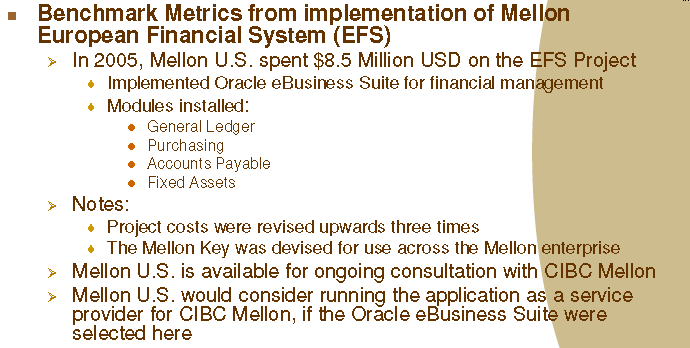 Benchmark Metrics from implementation of Mellon
European Financial System (EFS)
In 2005, Mellon U.S. spent $8.5 Million USD on the EFS Project
Implemented Oracle eBusiness Suite for financial management
Modules installed:
General Ledger
Purchasing
Accounts Payable
Fixed Assets
Notes:
Project costs were revised upwards three times
The Mellon Key was devised for use across the Mellon enterprise
Mellon U.S. is available for ongoing consultation with CIBC Mellon
Mellon U.S. would consider running the application as a service
provider for CIBC Mellon, if the Oracle eBusiness Suite were
selected here